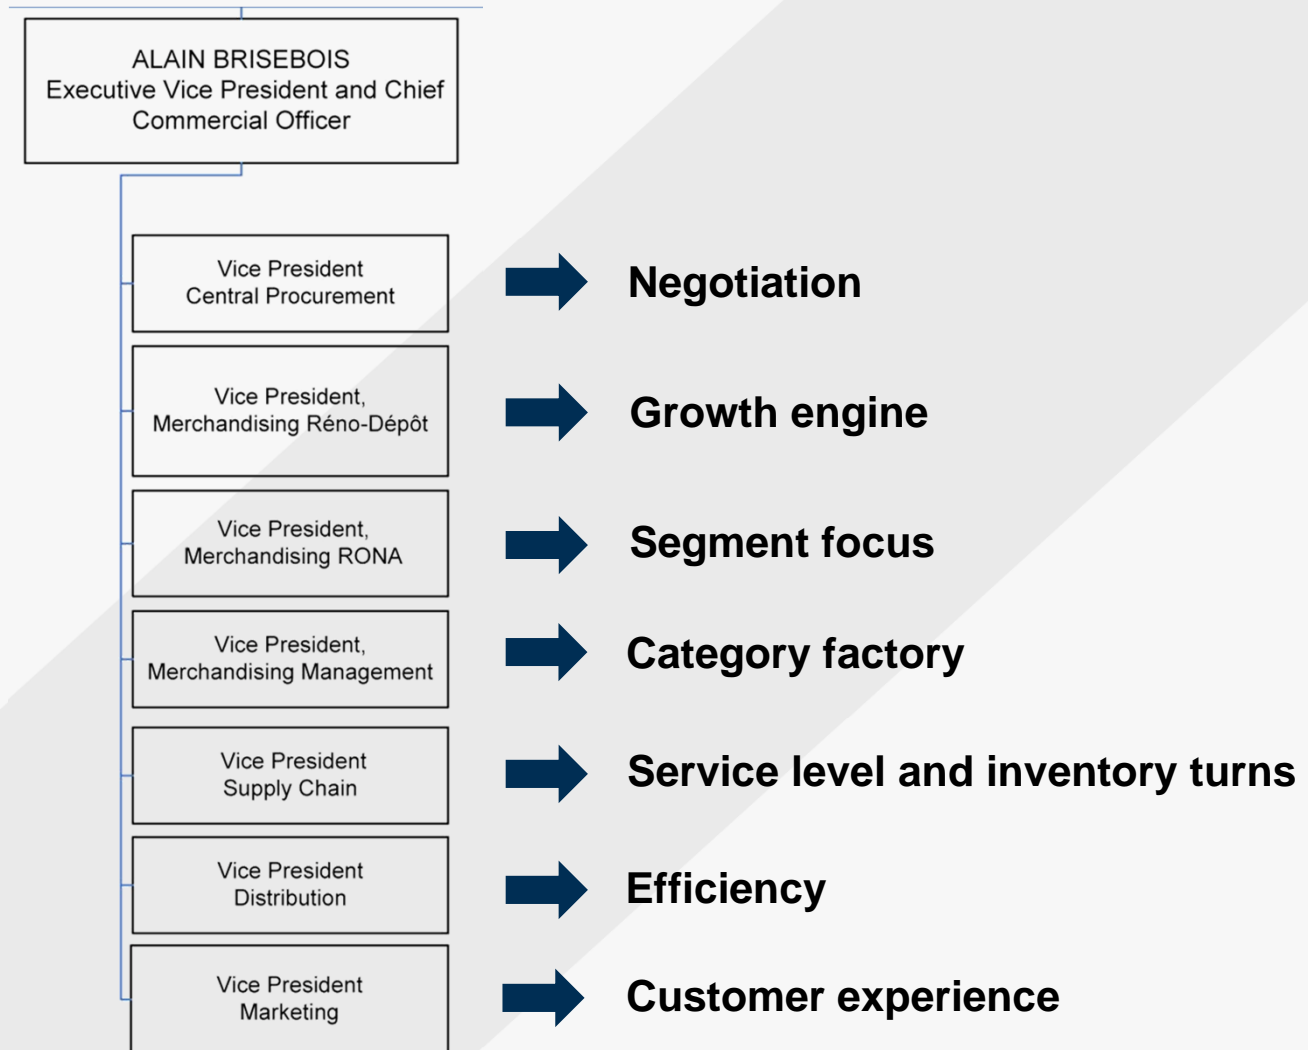 ALAIN BRISEBOIS
Executive Vice President and Chief
Commercial Officer
Vice President
Central Procurement
Negotiation
Vice President,
Merchandising Réno-Dépôt
Growth engine
Vice President,
Merchandising RONA
Segment focus
Vice President,
Merchandising Management
Category factory
Vice President
Supply Chain
Service level and inventory turns
Vice President
Distribution
Efficiency
Vice President
Marketing
Customer experience